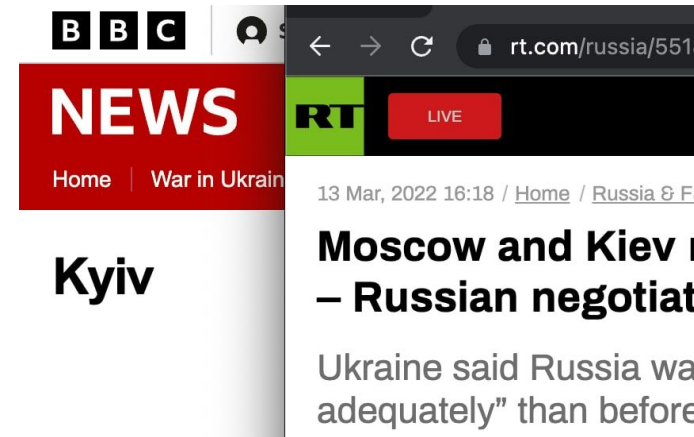 BBC
NEWS
Home War in Ukrain
Kyiv
rt.com/russia/551
RT LIVE
13 Mar, 2022 16:18 / Home / Russia & F
Moscow and Kiev
– Russian negotiat
Ukraine said Russia wa
adequately” than before